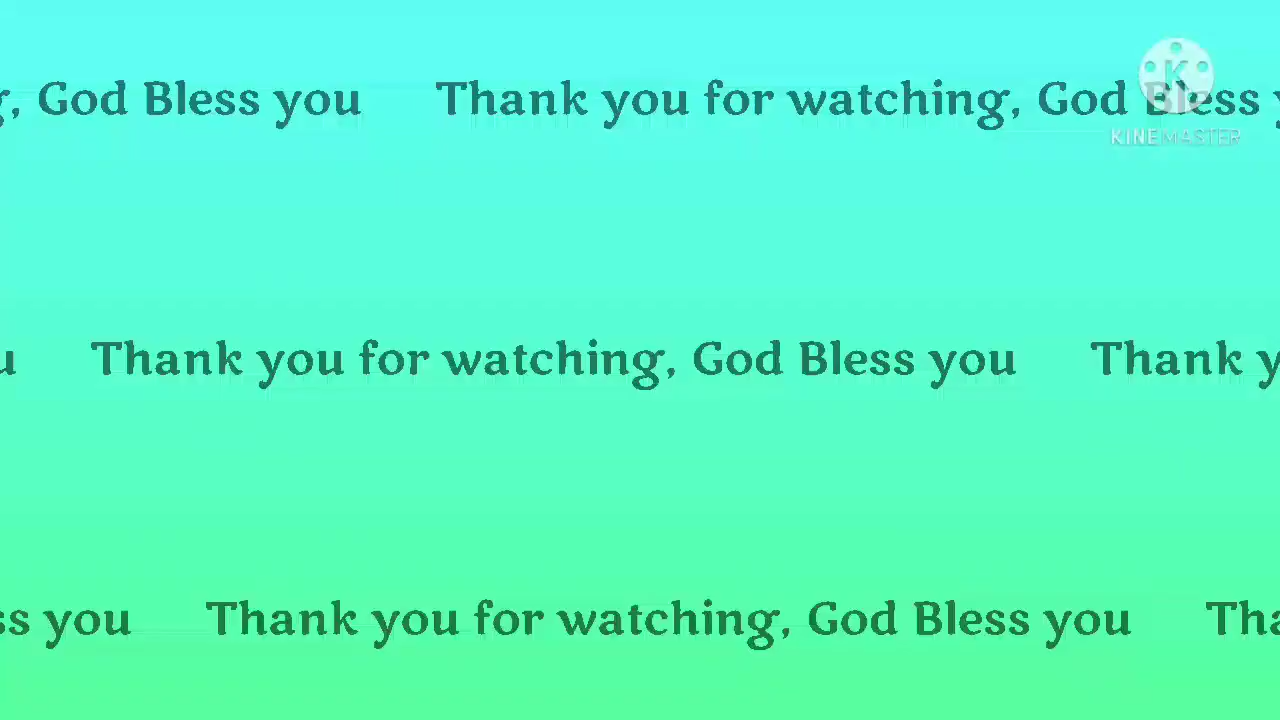 g, God Bless you Thank you for watching, God Bless y
KINEMASTER
u Thank you for watching, God Bless you Thank y
ss you Thank you for watching, God Bless you Tha